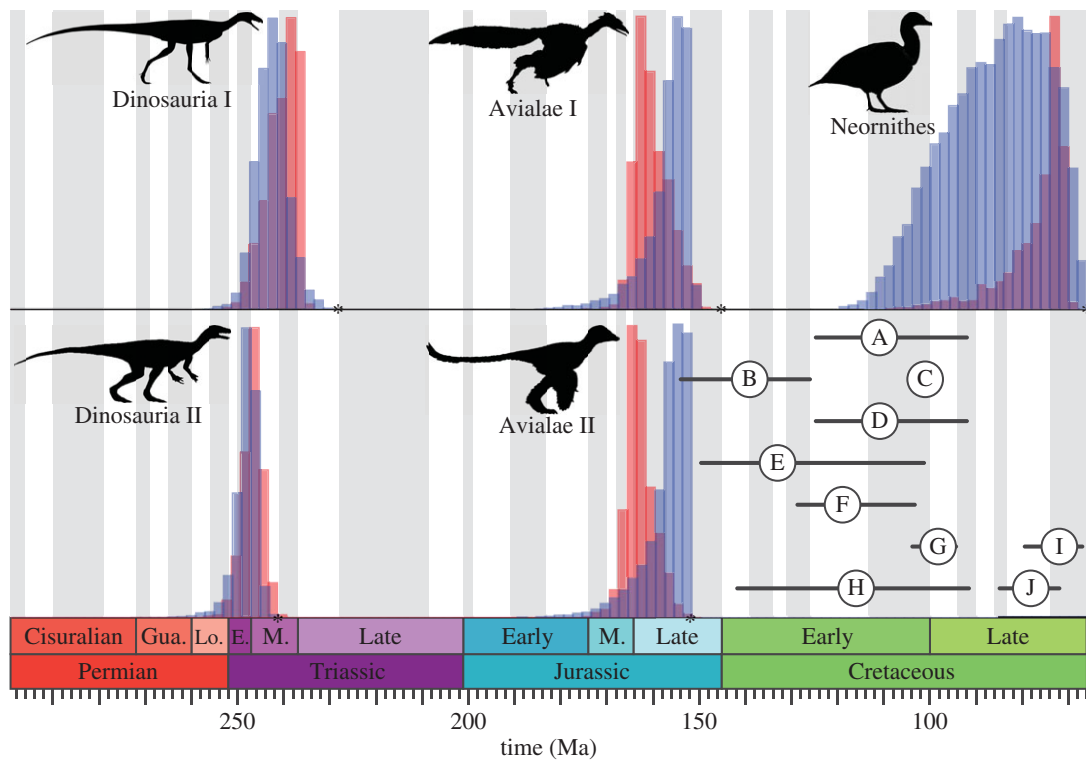 Dinosauria I
Avialae I
Neornithes
*
*
*
Dinosauria II
Avialae II
A
B
C
D
E
F
G
I
H
J
*
*
Cisuralian Gua. Lo. E. M. Late Early M. Late Early Late
Permian Triassic Jurassic Cretaceous
250 200 150 100
time (Ma)